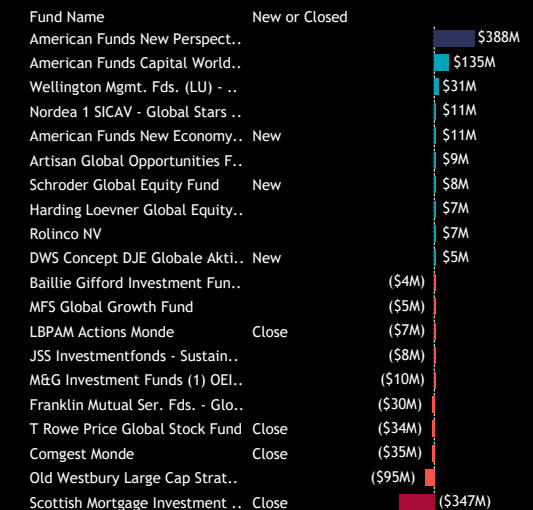 Fund Name New or Closed
American Funds New Perspect.. $388M
American Funds Capital World.. $135M
Wellington Mgmt. Fds. (LU) - .. $31M
Nordea 1 SICAV - Global Stars .. $11M
American Funds New Economy.. New $11M
Artisan Global Opportunities F.. $9M
Schroder Global Equity Fund New $8M
Harding Loevner Global Equity.. $7M
Rolinco NV $7M
DWS Concept DJE Globale Akti.. New $5M
Baillie Gifford Investment Fun.. ($4M)
MFS Global Growth Fund ($5M)
LBPAM Actions Monde Close ($7M)
JSS Investmentfonds - Sustain.. ($8M)
M&G Investment Funds (1) OEI.. ($10M)
Franklin Mutual Ser. Fds. - Glo.. ($30M)
T Rowe Price Global Stock Fund Close ($34M)
Comgest Monde Close ($35M)
Old Westbury Large Cap Strat.. ($95M)
Scottish Mortgage Investment .. Close ($347M)